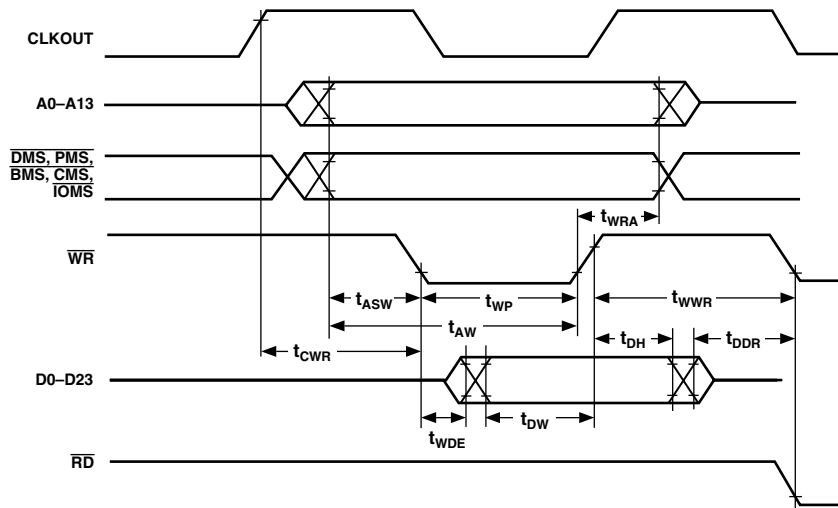 CLKOUT
A0–A13
DMS, PMS,
BMS, CMS,
IOMS
tWRA
WR
tASW
tWP
tWWR
tAW
tCWR
tDH
tDDR
D0–D23
tWDE
tDW
RD